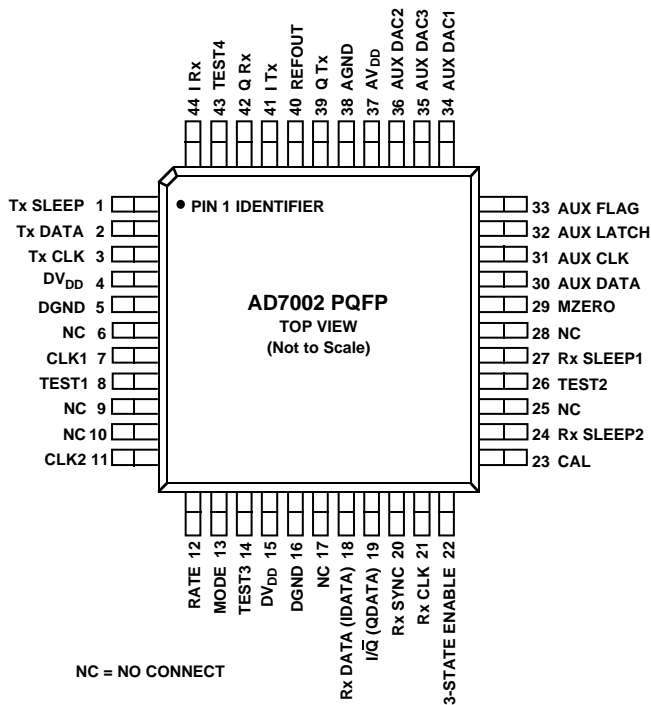 44 I Rx
43 TEST4
42 Q Rx
41 I Tx
40 REFOUT
39 Q Tx
38 AGND
37 AVDD
36 AUX DAC2
35 AUX DAC3
34 AUX DAC1
Tx SLEEP 1
Tx DATA 2
Tx CLK 3
DVDD 4
DGND 5
NC 6
CLK1 7
TEST1 8
NC 9
NC 10
CLK2 11
• PIN 1 IDENTIFIER
AD7002 PQFP
TOP VIEW
(Not to Scale)
33 AUX FLAG
32 AUX LATCH
31 AUX CLK
30 AUX DATA
29 MZERO
28 NC
27 Rx SLEEP1
26 TEST2
25 NC
24 Rx SLEEP2
23 CAL
RATE 12
MODE 13
TEST3 14
DVDD 15
DGND 16
NC 17
Rx DATA (IDATA) 18
I/Q̅ (QDATA) 19
Rx SYNC 20
Rx CLK 21
3-STATE ENABLE 22
NC = NO CONNECT